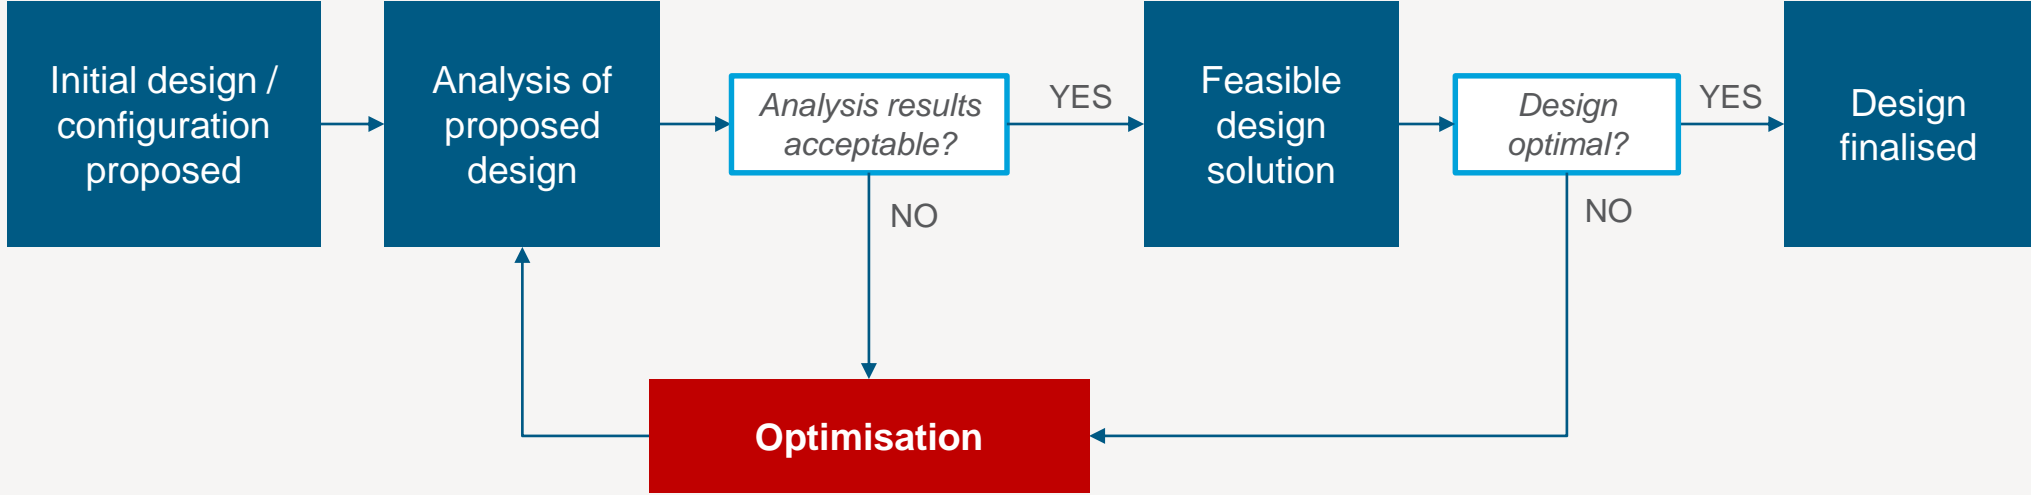 Initial design /
configuration
proposed
Analysis of
proposed
design
Analysis results
acceptable?
YES
NO
Feasible
design
solution
Design
optimal?
YES
NO
Design
finalised
Optimisation